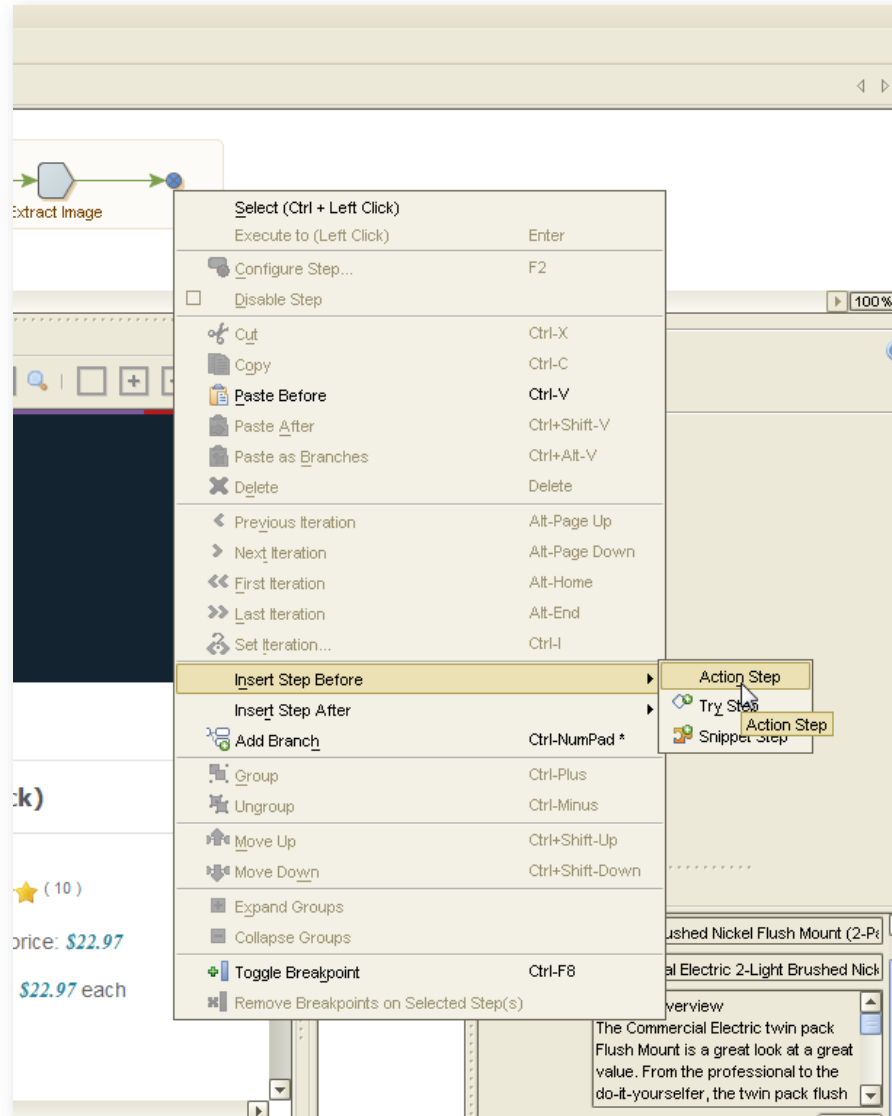 Extract Image
Select (Ctrl + Left Click)
Execute to (Left Click) Enter
Configure Step... F2
Disable Step
100%
Cut Ctrl-X
Copy Ctrl-C
Paste Before Ctrl-V
Paste After Ctrl+Shift-V
Paste as Branches Ctrl+Alt-V
Delete Delete
Previous Iteration Alt-Page Up
Next Iteration Alt-Page Down
First Iteration Alt-Home
Last Iteration Alt-End
Set Iteration... Ctrl-I
Insert Step Before
Action Step
Insert Step After
Try Step
Action Step
Add Branch Ctrl-NumPad *
Snippet Step
Group Ctrl-Plus
Ungroup Ctrl-Minus
ck)
Move Up Ctrl+Shift-Up
Move Down Ctrl+Shift-Down
( 10 )
Expand Groups
Collapse Groups
price: $22.97
ushed Nickel Flush Mount (2-Pa
Toggle Breakpoint Ctrl-F8
al Electric 2-Light Brushed Nick
$22.97 each
Remove Breakpoints on Selected Step(s)
verview
The Commercial Electric twin pack
Flush Mount is a great look at a great
value. From the professional to the
do-it-yourselfer, the twin pack flush